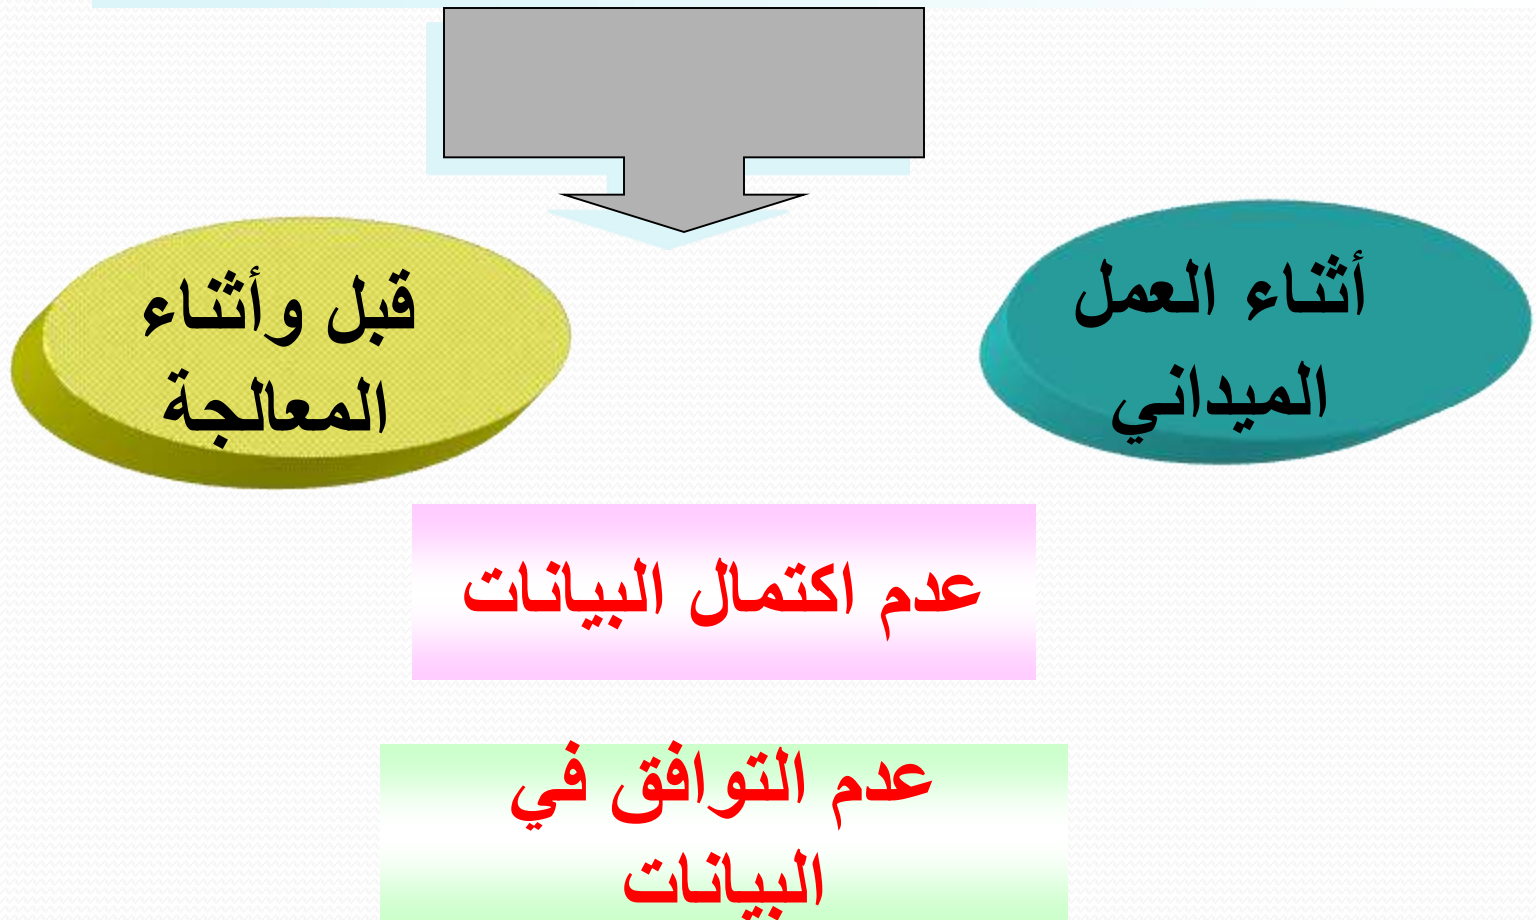 أثناء العمل
الميداني
قبل وأثناء
المعالجة
عدم اكتمال البيانات
عدم التوافق في
البيانات